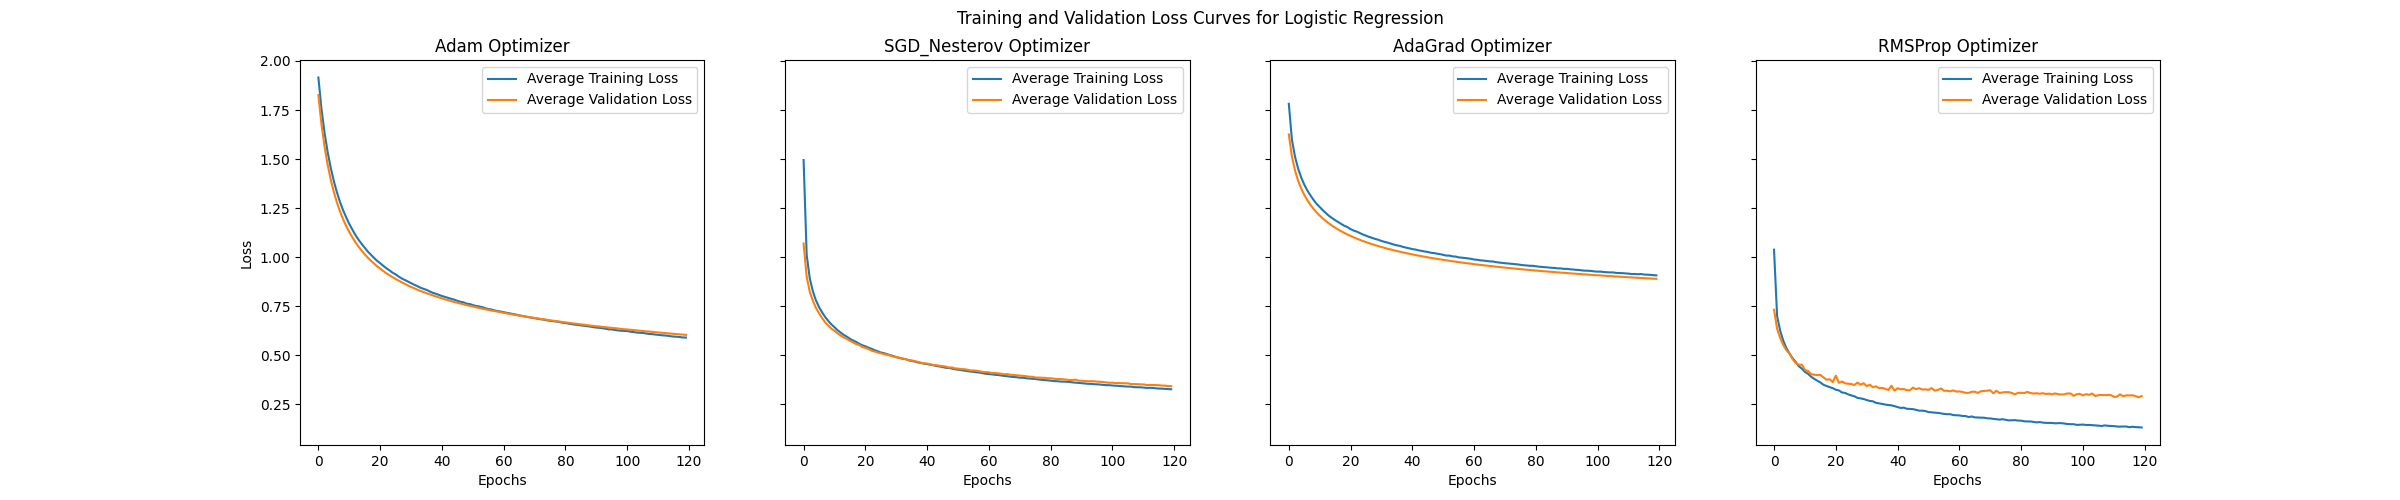 Training and Validation Loss Curves for Logistic Regression
Adam Optimizer
Average Training Loss
Average Validation Loss
2.00
1.75
1.50
1.25
1.00
0.75
0.50
0.25
Loss
0 20 40 60 80 100 120
Epochs
SGD_Nesterov Optimizer
Average Training Loss
Average Validation Loss
0 20 40 60 80 100 120
Epochs
AdaGrad Optimizer
Average Training Loss
Average Validation Loss
0 20 40 60 80 100 120
Epochs
RMSProp Optimizer
Average Training Loss
Average Validation Loss
0 20 40 60 80 100 120
Epochs